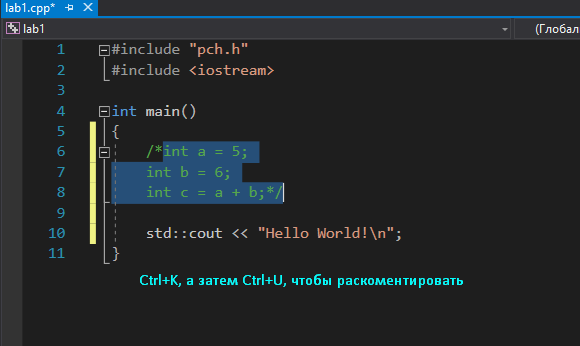 lab1.cpp*
lab1 (Глобал
1 #include "pch.h"
2 #include <iostream>
3
4 int main()
5 {
6 /*int a = 5;
7 int b = 6;
8 int c = a + b;*/
9
10 std::cout << "Hello World!\n";
11 }
Ctrl+K, а затем Ctrl+U, чтобы раскоментировать